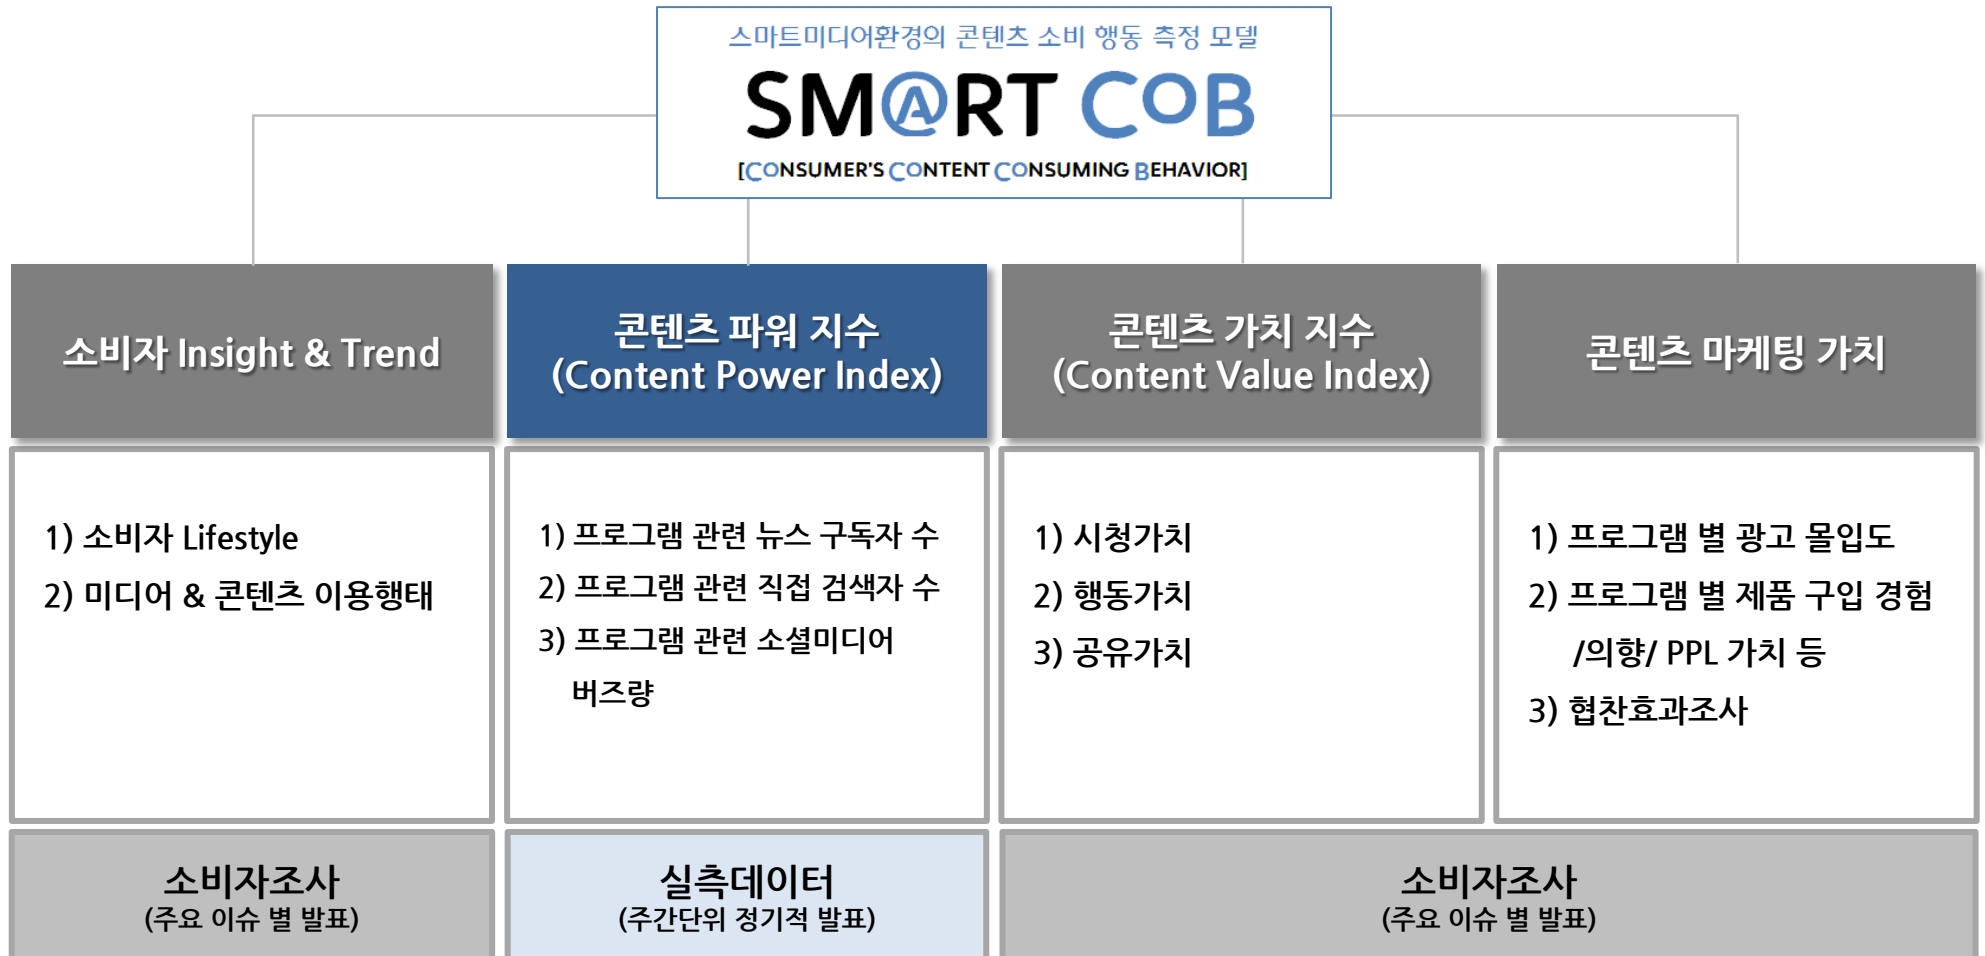 스마트미디어환경의 콘텐츠 소비 행동 측정 모델
SM@RT COB
[CONSUMER'S CONTENT CONSUMING BEHAVIOR]
소비자 Insight & Trend
콘텐츠 파워 지수
(Content Power Index)
콘텐츠 가치 지수
(Content Value Index)
콘텐츠 마케팅 가치
1) 소비자 Lifestyle
2) 미디어 & 콘텐츠 이용행태
1) 프로그램 관련 뉴스 구독자 수
2) 프로그램 관련 직접 검색자 수
3) 프로그램 관련 소셜미디어
버즈량
1) 시청가치
2) 행동가치
3) 공유가치
1) 프로그램 별 광고 몰입도
2) 프로그램 별 제품 구입 경험
/의향/ PPL 가치 등
3) 협찬효과조사
소비자조사
(주요 이슈 별 발표)
실측데이터
(주간단위 정기적 발표)
소비자조사
(주요 이슈 별 발표)